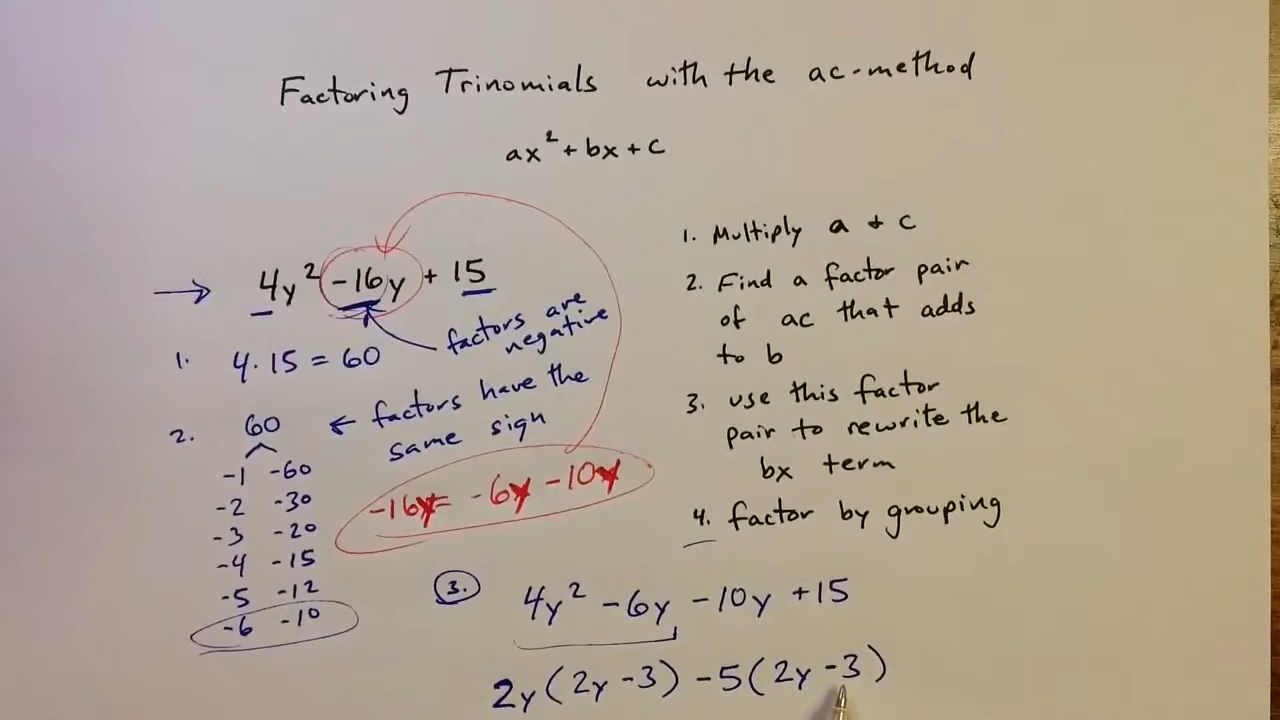 Factoring Trinomials with the ac-method
ax² + bx + c
4y² -16y + 15
factors are
negative
1. 4·15 = 60
2. 60
← factors have the
same sign
-1 -60
-2 -30
-3 -20
-4 -15
-5 -12
-6 -10
-16y= -6y -10y
1. Multiply a & c
2. Find a factor pair
of ac that adds
to b
3. use this factor
pair to rewrite the
bx term
4. factor by grouping
3. 4y² -6y -10y +15
2y(2y -3) -5(2y -3)